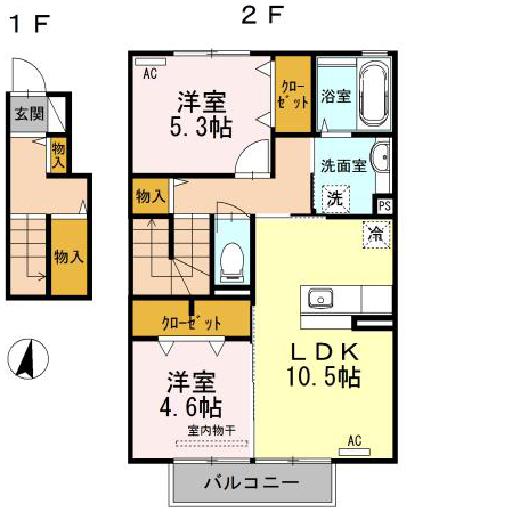 1F
2F
AC
洋室
5.3帖
クローゼット
浴室
玄関
物入
洗面室
洗
PS
物入
物入
冷
クローゼット
LDK
10.5帖
洋室
4.6帖
室内物干
AC
バルコニー